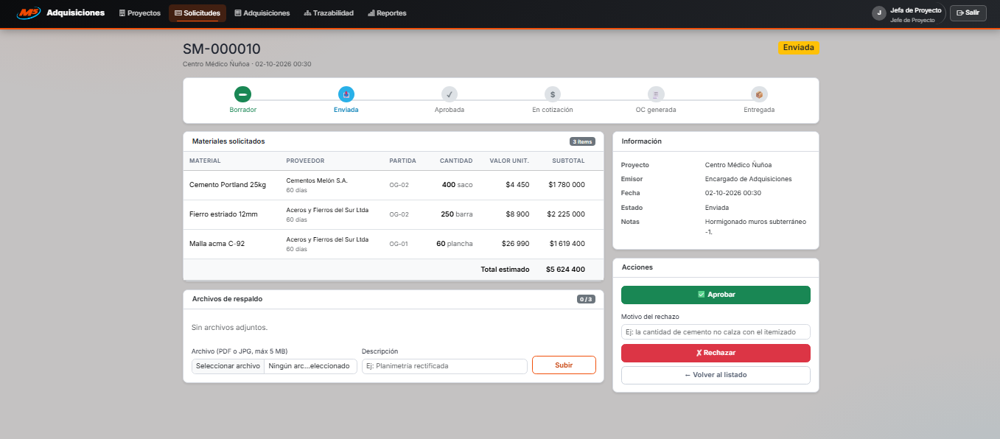 M5 Adquisiciones Proyectos Solicitudes Adquisiciones Trazabilidad Reportes J Jefa de Proyecto Salir
Jefe de Proyecto
SM-000010 Enviada
Centro Médico Ñuñoa · 02-10-2026 00:30
✓ $
Borrador Enviada Aprobada En cotización OC generada Entregada
Materiales solicitados 3 ítems
MATERIAL PROVEEDOR PARTIDA CANTIDAD VALOR UNIT. SUBTOTAL
Cemento Portland 25kg Cementos Melón S.A. OG-02 400 saco $4 450 $1 780 000
60 días
Fierro estriado 12mm Aceros y Fierros del Sur Ltda OG-02 250 barra $8 900 $2 225 000
60 días
Malla acma C-92 Aceros y Fierros del Sur Ltda OG-01 60 plancha $26 990 $1 619 400
60 días
Total estimado $5 624 400
Archivos de respaldo 0 / 3
Sin archivos adjuntos.
Archivo (PDF o JPG, máx 5 MB) Descripción
Seleccionar archivo Ningún arc...eleccionado Ej: Planimetría rectificada Subir
Información
Proyecto Centro Médico Ñuñoa
Emisor Encargado de Adquisiciones
Fecha 02-10-2026 00:30
Estado Enviada
Notas Hormigonado muros subterráneo
-1.
Acciones
✅ Aprobar
Motivo del rechazo
Ej: la cantidad de cemento no calza con el itemizado
✗ Rechazar
← Volver al listado